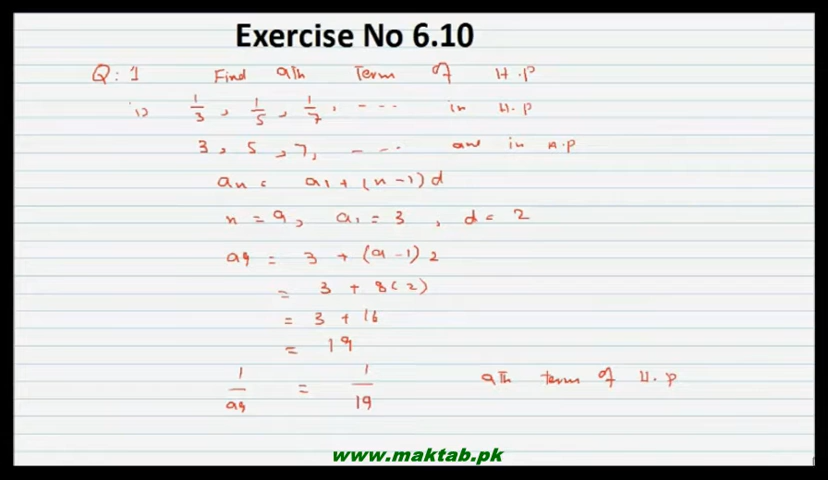 Exercise No 6.10
Q:1 Find 9Th Term of H.P
i) 1/3, 1/5, 1/7, ---- in H.P
3, 5, 7, ---- are in A.P
an = a1+(n-1)d
n=9, a1=3, d=2
a9 = 3+(9-1)2
= 3+8(2)
= 3+16
= 19
1/a9 = 1/19 9Th term of H.P
www.maktab.pk